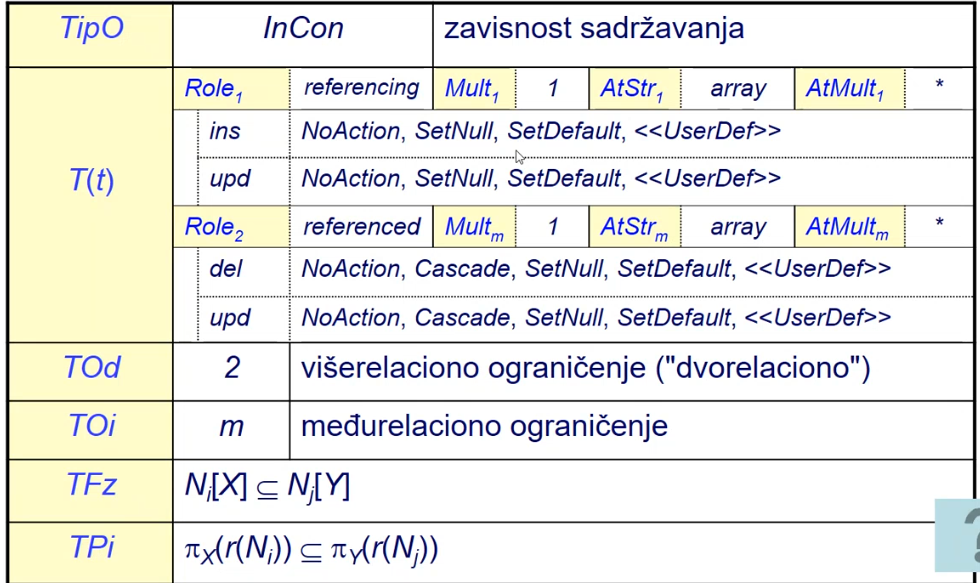 TipO InCon zavisnost sadržavanja
T(t) Role₁ referencing Mult₁ 1 AtStr₁ array AtMult₁ *
ins NoAction, SetNull, SetDefault, <<UserDef>>
upd NoAction, SetNull, SetDefault, <<UserDef>>
Role₂ referenced Multₘ 1 AtStrₘ array AtMultₘ *
del NoAction, Cascade, SetNull, SetDefault, <<UserDef>>
upd NoAction, Cascade, SetNull, SetDefault, <<UserDef>>
TOd 2 višerelaciono ograničenje ("dvorelaciono")
TOi m međurelaciono ograničenje
TFz Nᵢ[X] ⊆ Nⱼ[Y]
TPi π_X(r(Nᵢ)) ⊆ π_Y(r(Nⱼ))
?